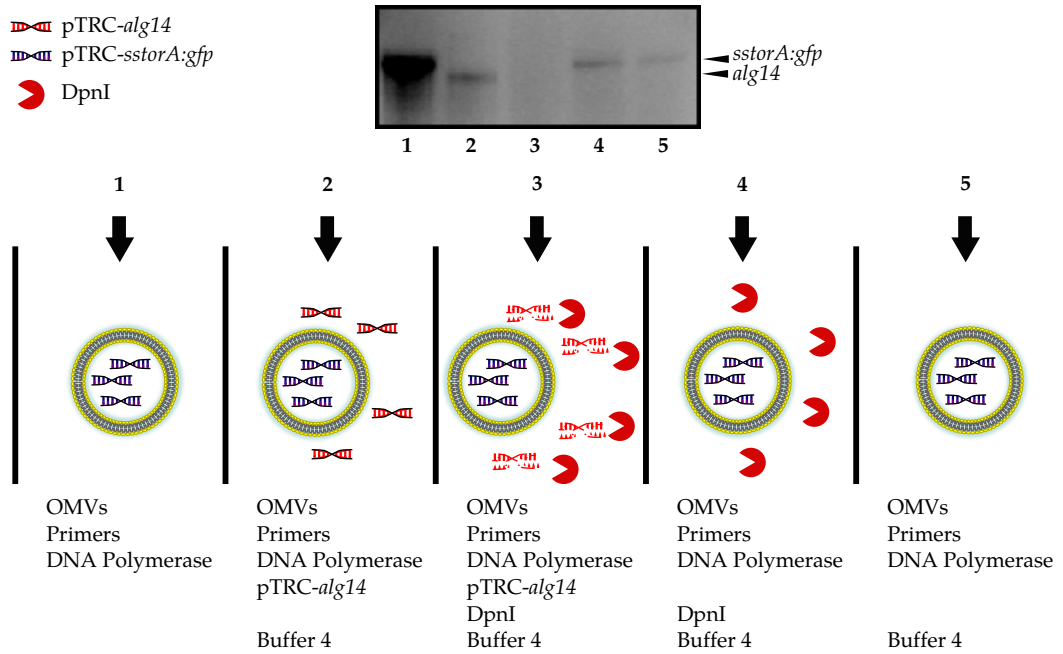 pTRC-alg14
pTRC-sstorA:gfp
DpnI
sstorA:gfp
alg14
1 2 3 4 5
1 2 3 4 5
OMVs
Primers
DNA Polymerase
OMVs
Primers
DNA Polymerase
pTRC-alg14
Buffer 4
OMVs
Primers
DNA Polymerase
pTRC-alg14
DpnI
Buffer 4
OMVs
Primers
DNA Polymerase
DpnI
Buffer 4
OMVs
Primers
DNA Polymerase
Buffer 4